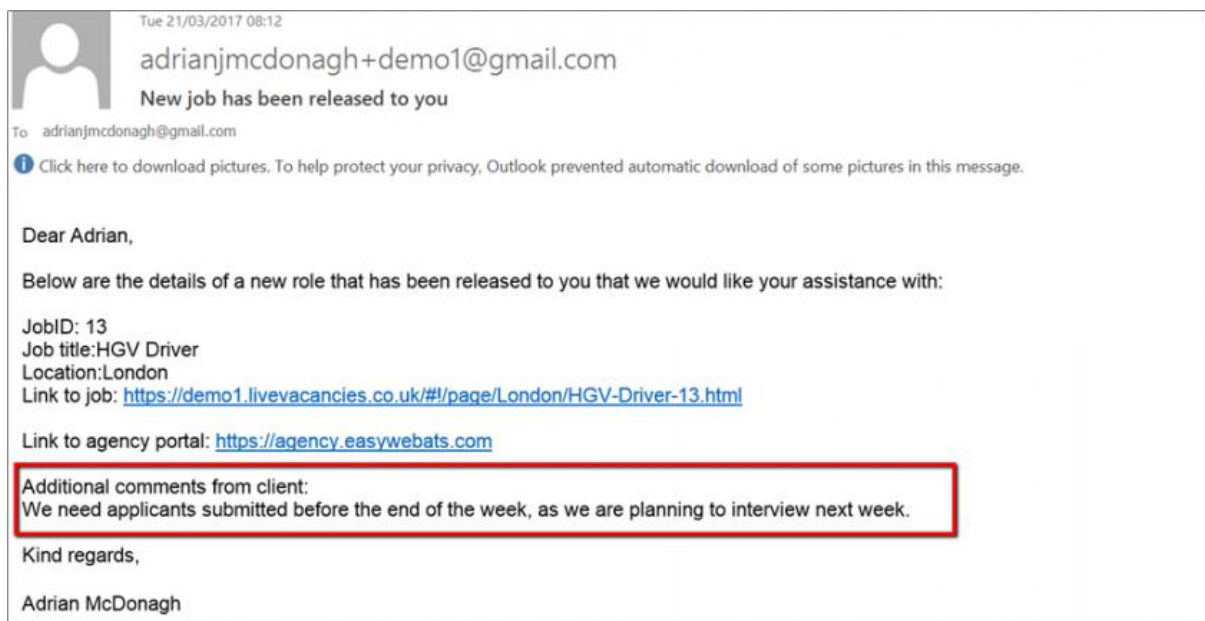 Tue 21/03/2017 08:12
adrianjmcdonagh+demo1@gmail.com
New job has been released to you
To adrianjmcdonagh@gmail.com
Click here to download pictures. To help protect your privacy, Outlook prevented automatic download of some pictures in this message.
Dear Adrian,
Below are the details of a new role that has been released to you that we would like your assistance with:
JobID: 13
Job title:HGV Driver
Location:London
Link to job: https://demo1.livevacancies.co.uk/#!/page/London/HGV-Driver-13.html
Link to agency portal: https://agency.easywebats.com
Additional comments from client:
We need applicants submitted before the end of the week, as we are planning to interview next week.
Kind regards,
Adrian McDonagh